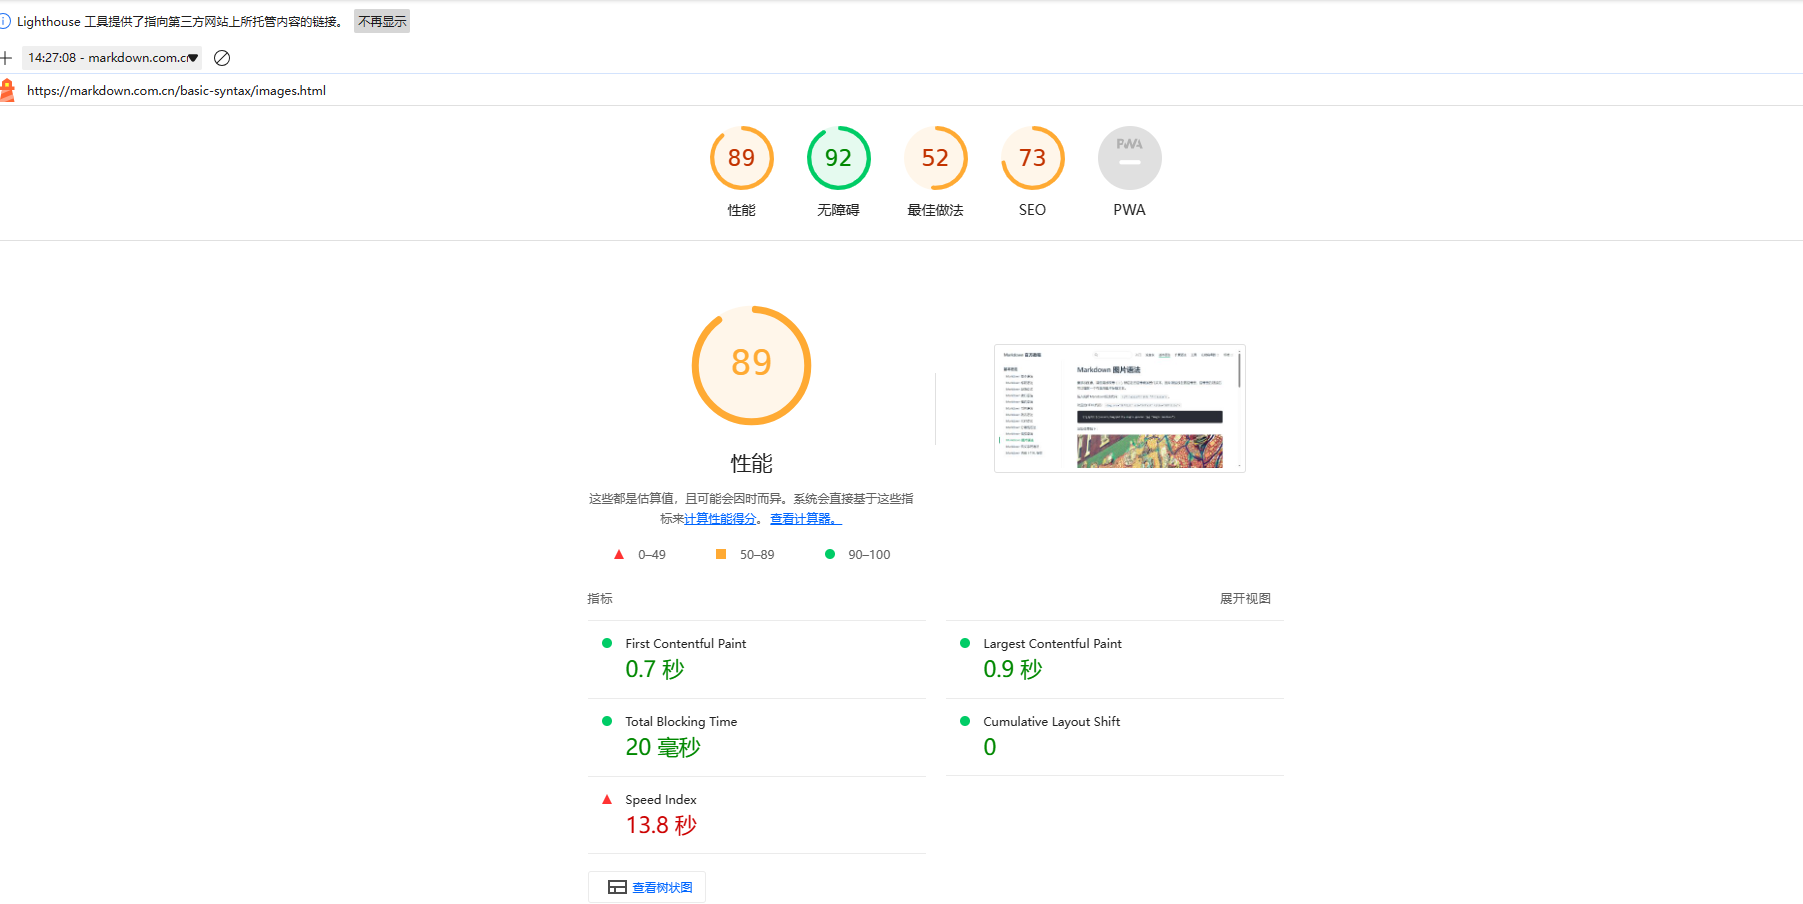 Lighthouse 工具提供了指向第三方网站上所托管内容的链接。 不再显示
14:27:08 - markdown.com.cn
https://markdown.com.cn/basic-syntax/images.html
89 92 52 73 PWA
性能 无障碍 最佳做法 SEO PWA
89
Markdown 官方教程
Markdown 图片语法
性能
这些都是估算值，且可能会因时而异。系统会直接基于这些指
标来计算性能得分。 查看计算器。
0–49 50–89 90–100
指标 展开视图
First Contentful Paint
0.7 秒
Largest Contentful Paint
0.9 秒
Total Blocking Time
20 毫秒
Cumulative Layout Shift
0
Speed Index
13.8 秒
查看树状图